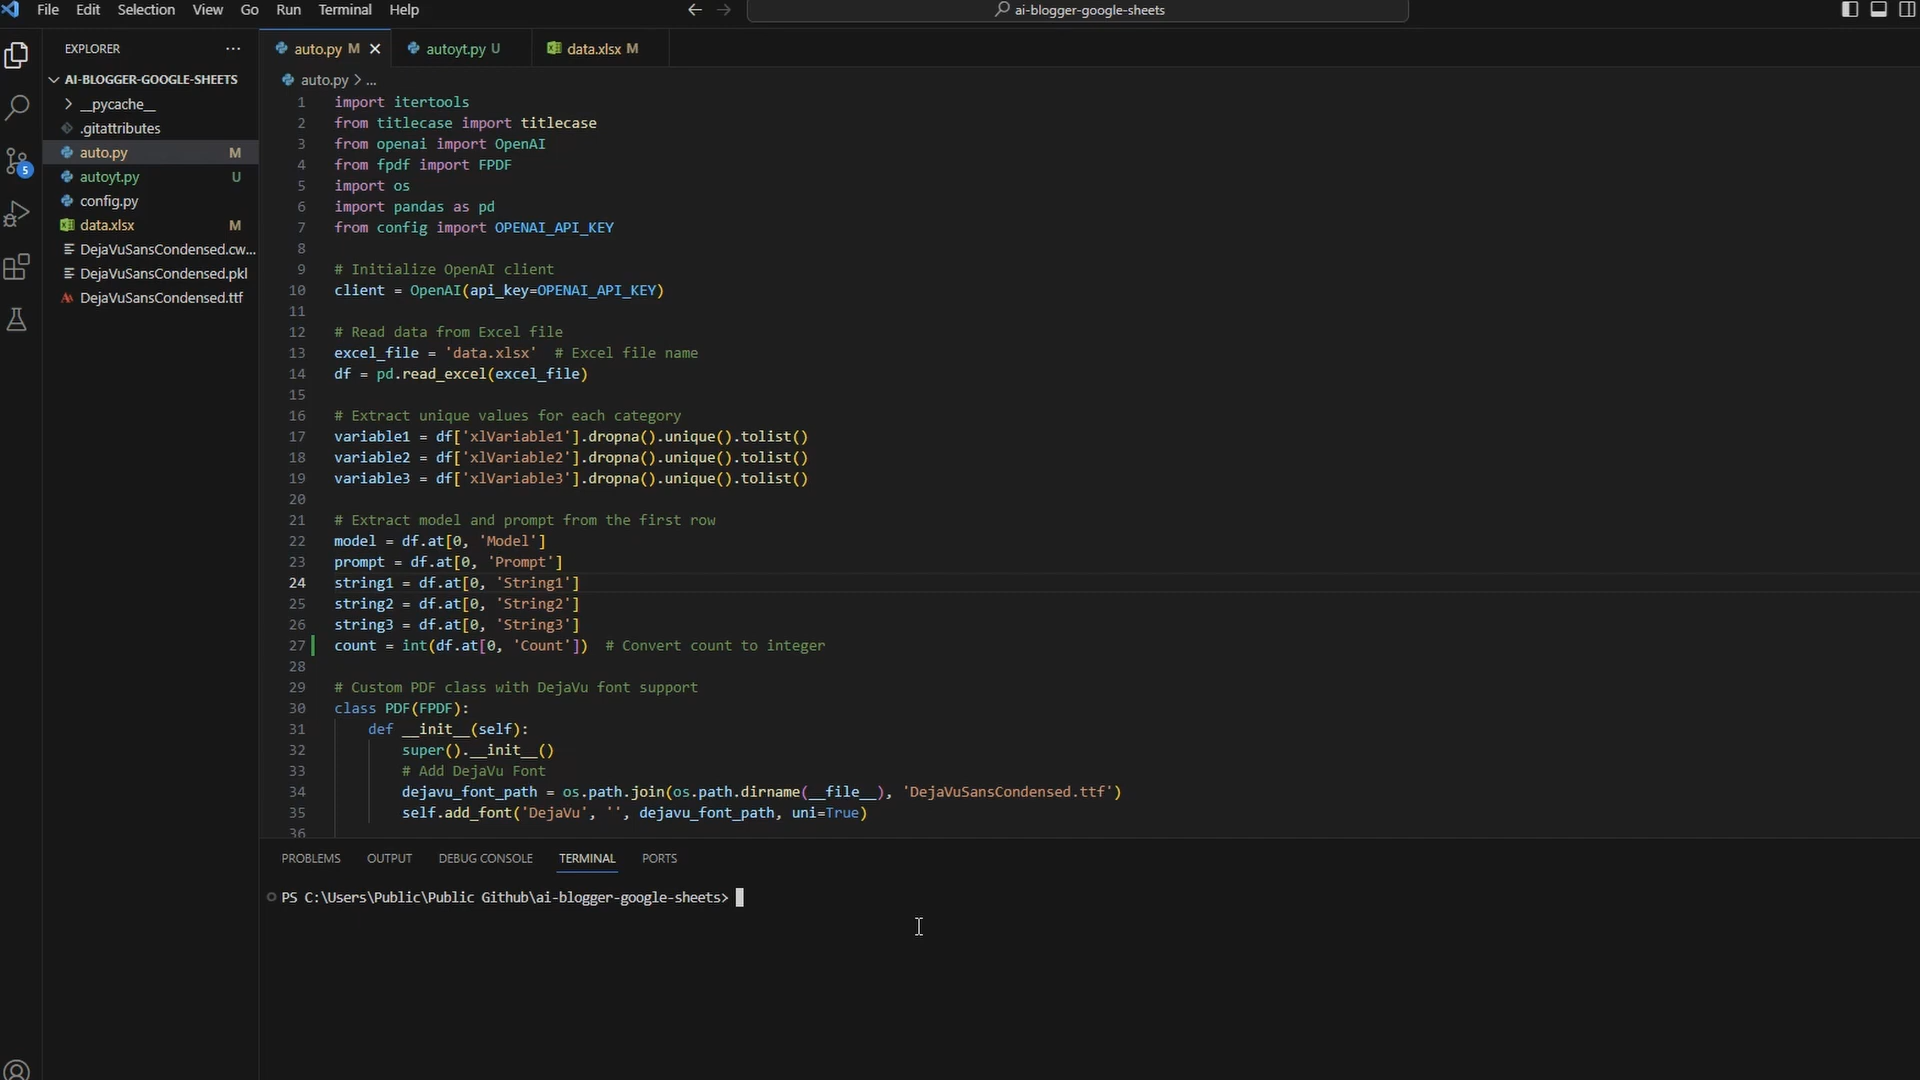 File Edit Selection View Go Run Terminal Help
ai-blogger-google-sheets
EXPLORER ...
AI-BLOGGER-GOOGLE-SHEETS
__pycache__
.gitattributes
auto.py M
autoyt.py U
config.py
data.xlsx M
DejaVuSansCondensed.cw...
DejaVuSansCondensed.pkl
DejaVuSansCondensed.ttf
5
auto.py M autoyt.py U data.xlsx M
auto.py > ...
1 import itertools
2 from titlecase import titlecase
3 from openai import OpenAI
4 from fpdf import FPDF
5 import os
6 import pandas as pd
7 from config import OPENAI_API_KEY
8
9 # Initialize OpenAI client
10 client = OpenAI(api_key=OPENAI_API_KEY)
11
12 # Read data from Excel file
13 excel_file = 'data.xlsx'  # Excel file name
14 df = pd.read_excel(excel_file)
15
16 # Extract unique values for each category
17 variable1 = df['xlVariable1'].dropna().unique().tolist()
18 variable2 = df['xlVariable2'].dropna().unique().tolist()
19 variable3 = df['xlVariable3'].dropna().unique().tolist()
20
21 # Extract model and prompt from the first row
22 model = df.at[0, 'Model']
23 prompt = df.at[0, 'Prompt']
24 string1 = df.at[0, 'String1']
25 string2 = df.at[0, 'String2']
26 string3 = df.at[0, 'String3']
27 count = int(df.at[0, 'Count'])  # Convert count to integer
28
29 # Custom PDF class with DejaVu font support
30 class PDF(FPDF):
31     def __init__(self):
32         super().__init__()
33         # Add DejaVu Font
34         dejavu_font_path = os.path.join(os.path.dirname(__file__), 'DejaVuSansCondensed.ttf')
35         self.add_font('DejaVu', '', dejavu_font_path, uni=True)
36
PROBLEMS OUTPUT DEBUG CONSOLE TERMINAL PORTS
PS C:\Users\Public\Public Github\ai-blogger-google-sheets>